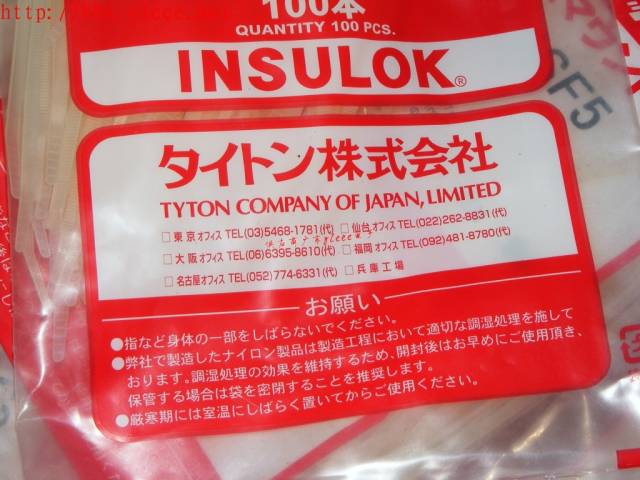 100本
QUANTITY 100 PCS.
INSULOK®
タイトン株式会社
TYTON COMPANY OF JAPAN, LIMITED
□東京オフィス TEL(03)5468-1781(代) □仙台オフィス TEL(022)262-8831(代)
□大阪オフィス TEL(06)6395-8610(代) □福岡オフィス TEL(092)481-8780(代)
□名古屋オフィス TEL(052)774-6331(代) □兵庫工場
お願い
●指など身体の一部をしばらないでください。
●弊社で製造したナイロン製品は製造工程において適切な調湿処理を施して
おります。調湿処理の効果を維持するため、開封後はお早めにご使用頂き、
保管する場合は袋を密閉することを推奨します。
●厳寒期には室温にしばらく置いてからご使用ください。
SF5